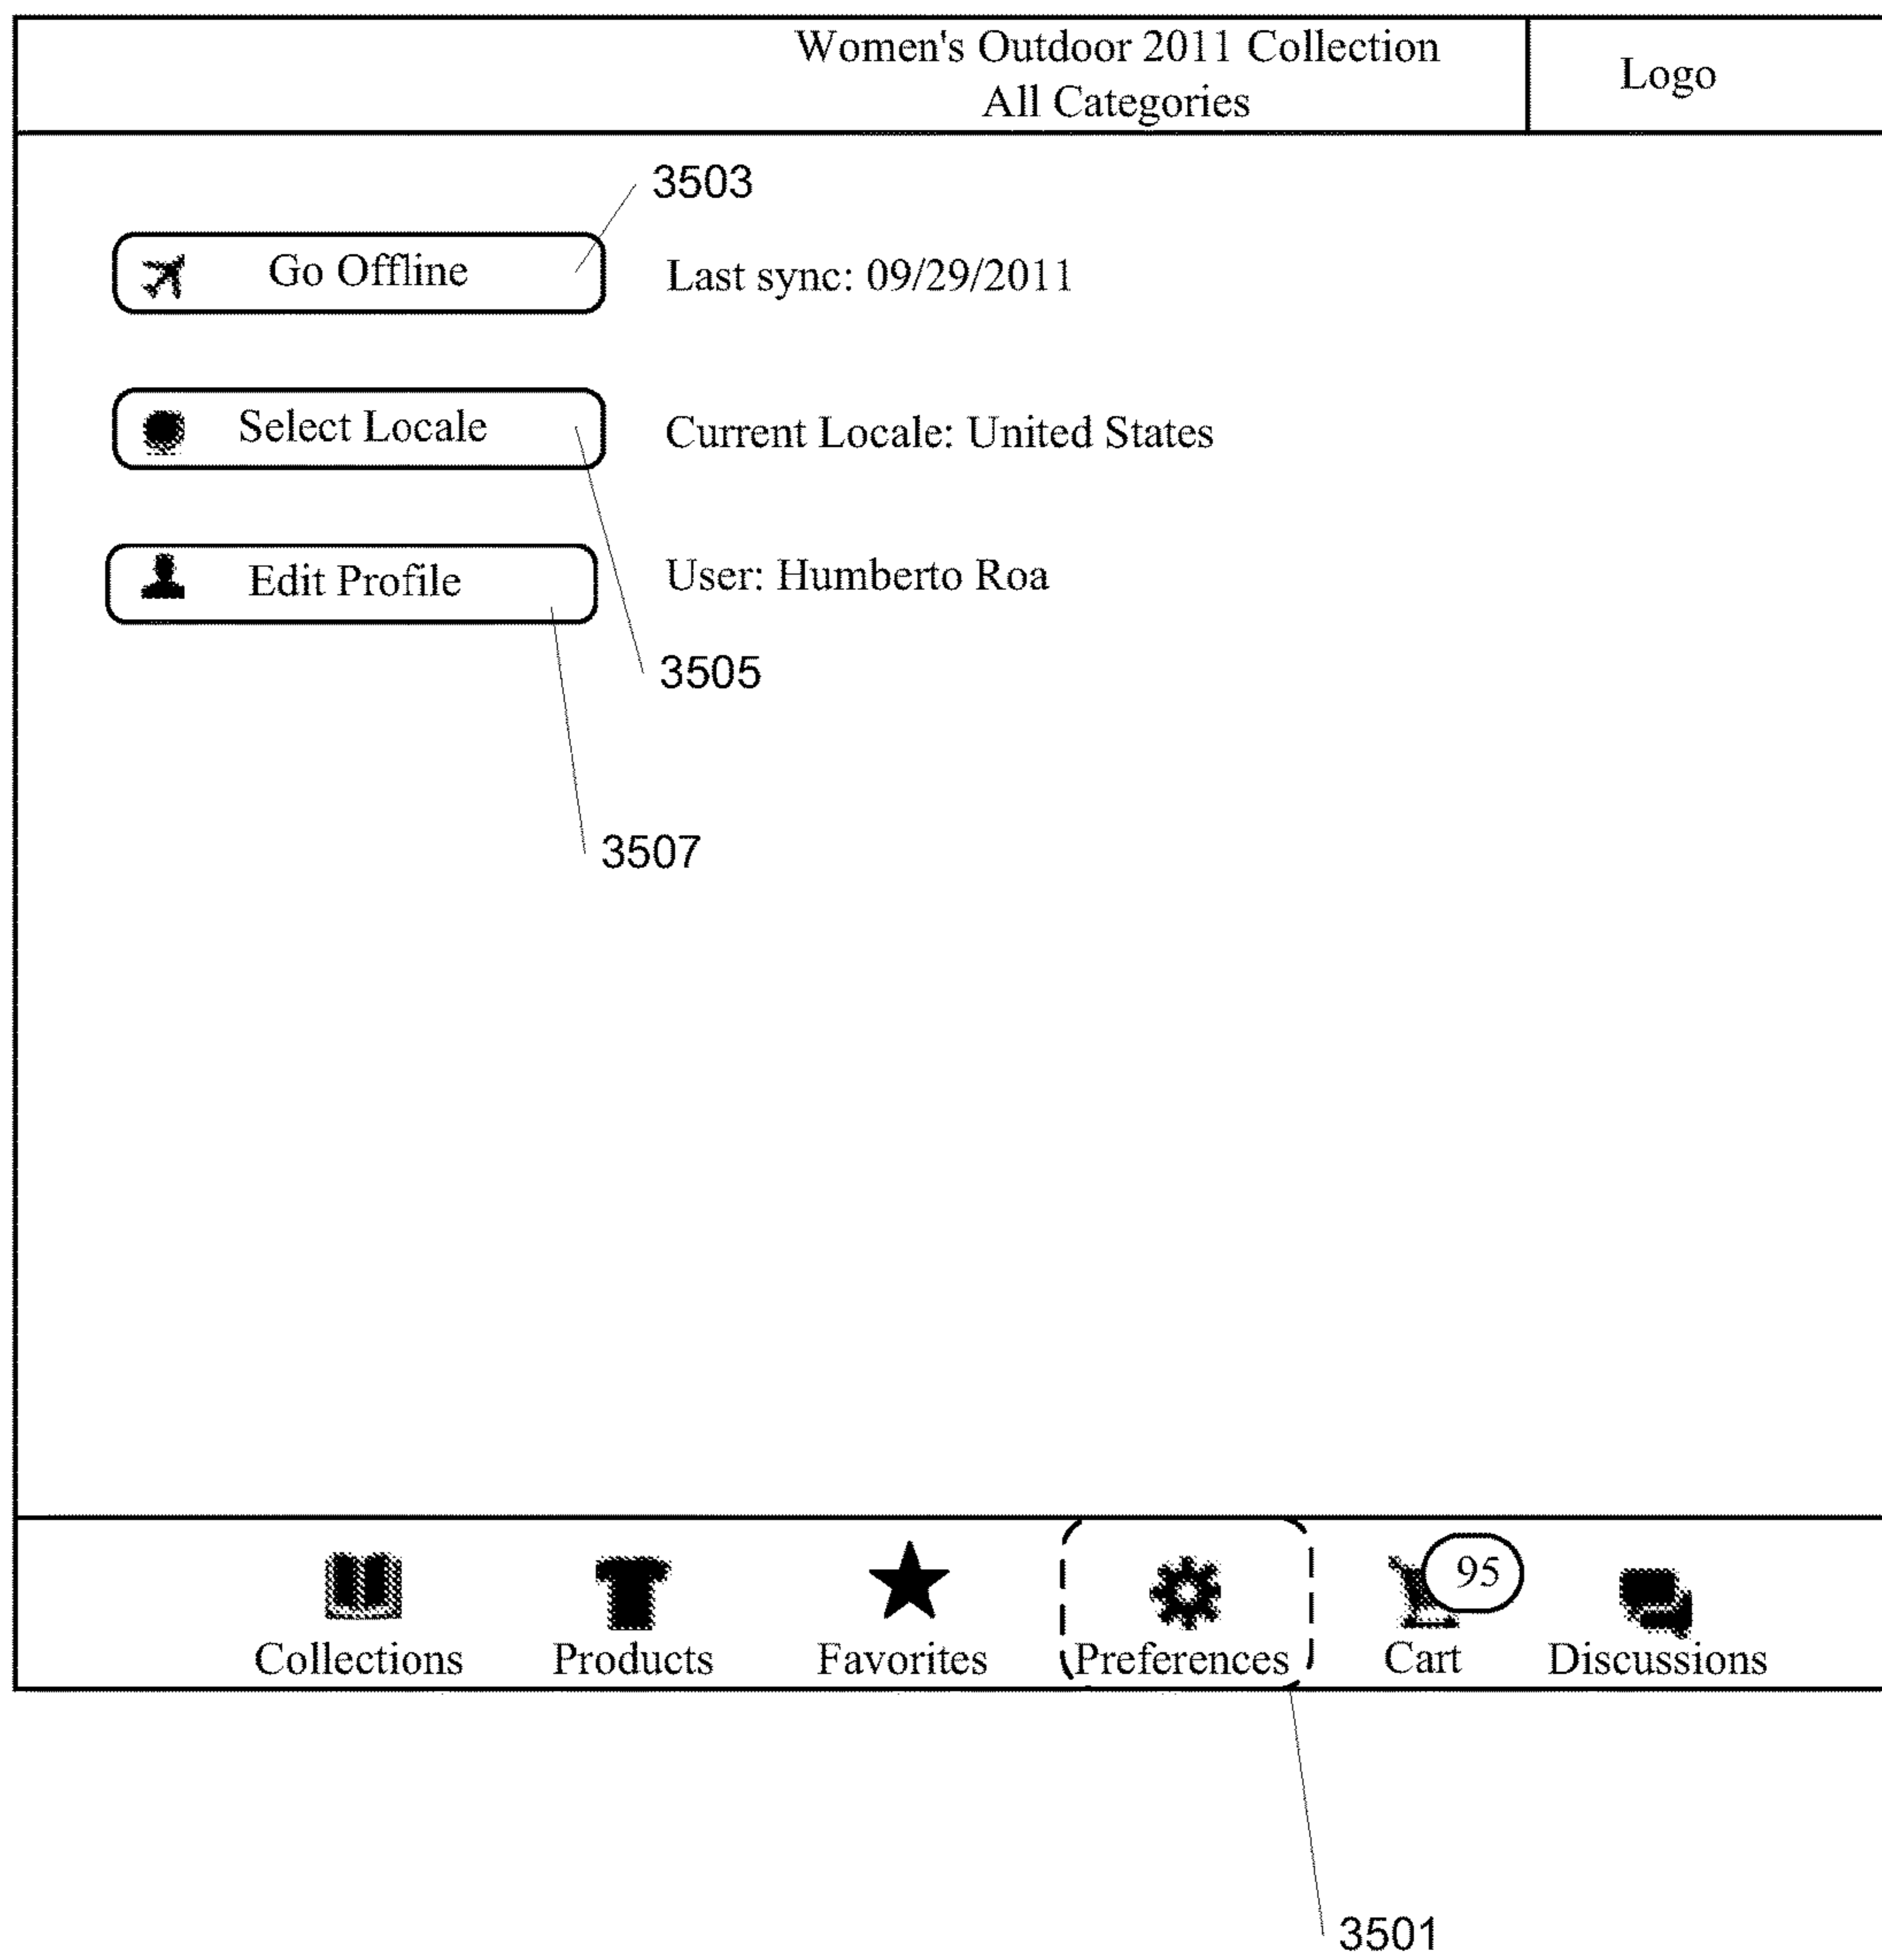 Women's Outdoor 2011 Collection
All Categories
Logo
3503
Go Offline
Last sync: 09/29/2011
Select Locale
Current Locale: United States
Edit Profile
User: Humberto Roa
3505
3507
95
Collections
Products
Favorites
Preferences
Cart
Discussions
3501